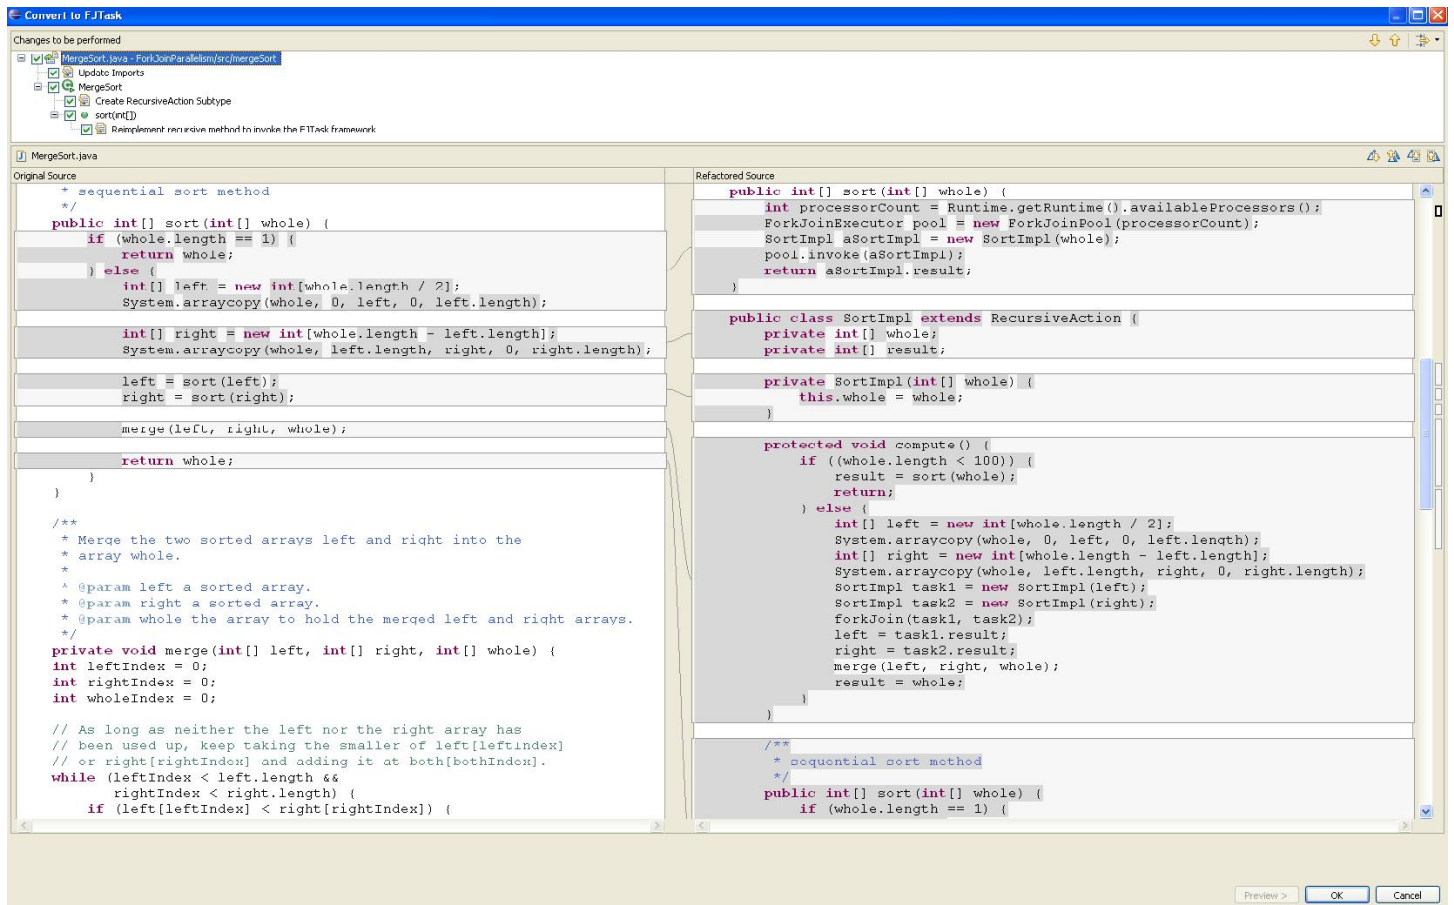 Convert to FJTask
Changes to be performed
MergeSort.java - ForkJoinParallelism/src/mergeSort
Update Imports
MergeSort
Create RecursiveAction Subtype
sort(int[])
Reimplement recursive method to invoke the FJTask framework
MergeSort.java
Original Source
* sequential sort method
*/
public int[] sort(int[] whole) {
if (whole.length == 1) {
return whole;
} else {
int[] left = new int[whole.length / 2];
System.arraycopy(whole, 0, left, 0, left.length);
int[] right = new int[whole.length - left.length];
System.arraycopy(whole, left.length, right, 0, right.length);
left = sort(left);
right = sort(right);
merge(left, right, whole);
return whole;
}
}
/**
* Merge the two sorted arrays left and right into the
* array whole.
*
* @param left a sorted array.
* @param right a sorted array.
* @param whole the array to hold the merged left and right arrays.
*/
private void merge(int[] left, int[] right, int[] whole) {
int leftIndex = 0;
int rightIndex = 0;
int wholeIndex = 0;
// As long as neither the left nor the right array has
// been used up, keep taking the smaller of left[leftIndex]
// or right[rightIndex] and adding it at both[bothIndex].
while (leftIndex < left.length &&
rightIndex < right.length) {
if (left[leftIndex] < right[rightIndex]) {
Refactored Source
public int[] sort(int[] whole) {
int processorCount = Runtime.getRuntime().availableProcessors();
ForkJoinExecutor pool = new ForkJoinPool(processorCount);
SortImpl aSortImpl = new SortImpl(whole);
pool.invoke(aSortImpl);
return aSortImpl.result;
}
public class SortImpl extends RecursiveAction {
private int[] whole;
private int[] result;
private SortImpl(int[] whole) {
this.whole = whole;
}
protected void compute() {
if ((whole.length < 100)) {
result = sort(whole);
return;
} else {
int[] left = new int[whole.length / 2];
System.arraycopy(whole, 0, left, 0, left.length);
int[] right = new int[whole.length - left.length];
System.arraycopy(whole, left.length, right, 0, right.length);
SortImpl task1 = new SortImpl(left);
SortImpl task2 = new SortImpl(right);
forkJoin(task1, task2);
left = task1.result;
right = task2.result;
merge(left, right, whole);
result = whole;
}
}
/**
* sequential sort method
*/
public int[] sort(int[] whole) {
if (whole.length == 1) {
Preview >
OK
Cancel